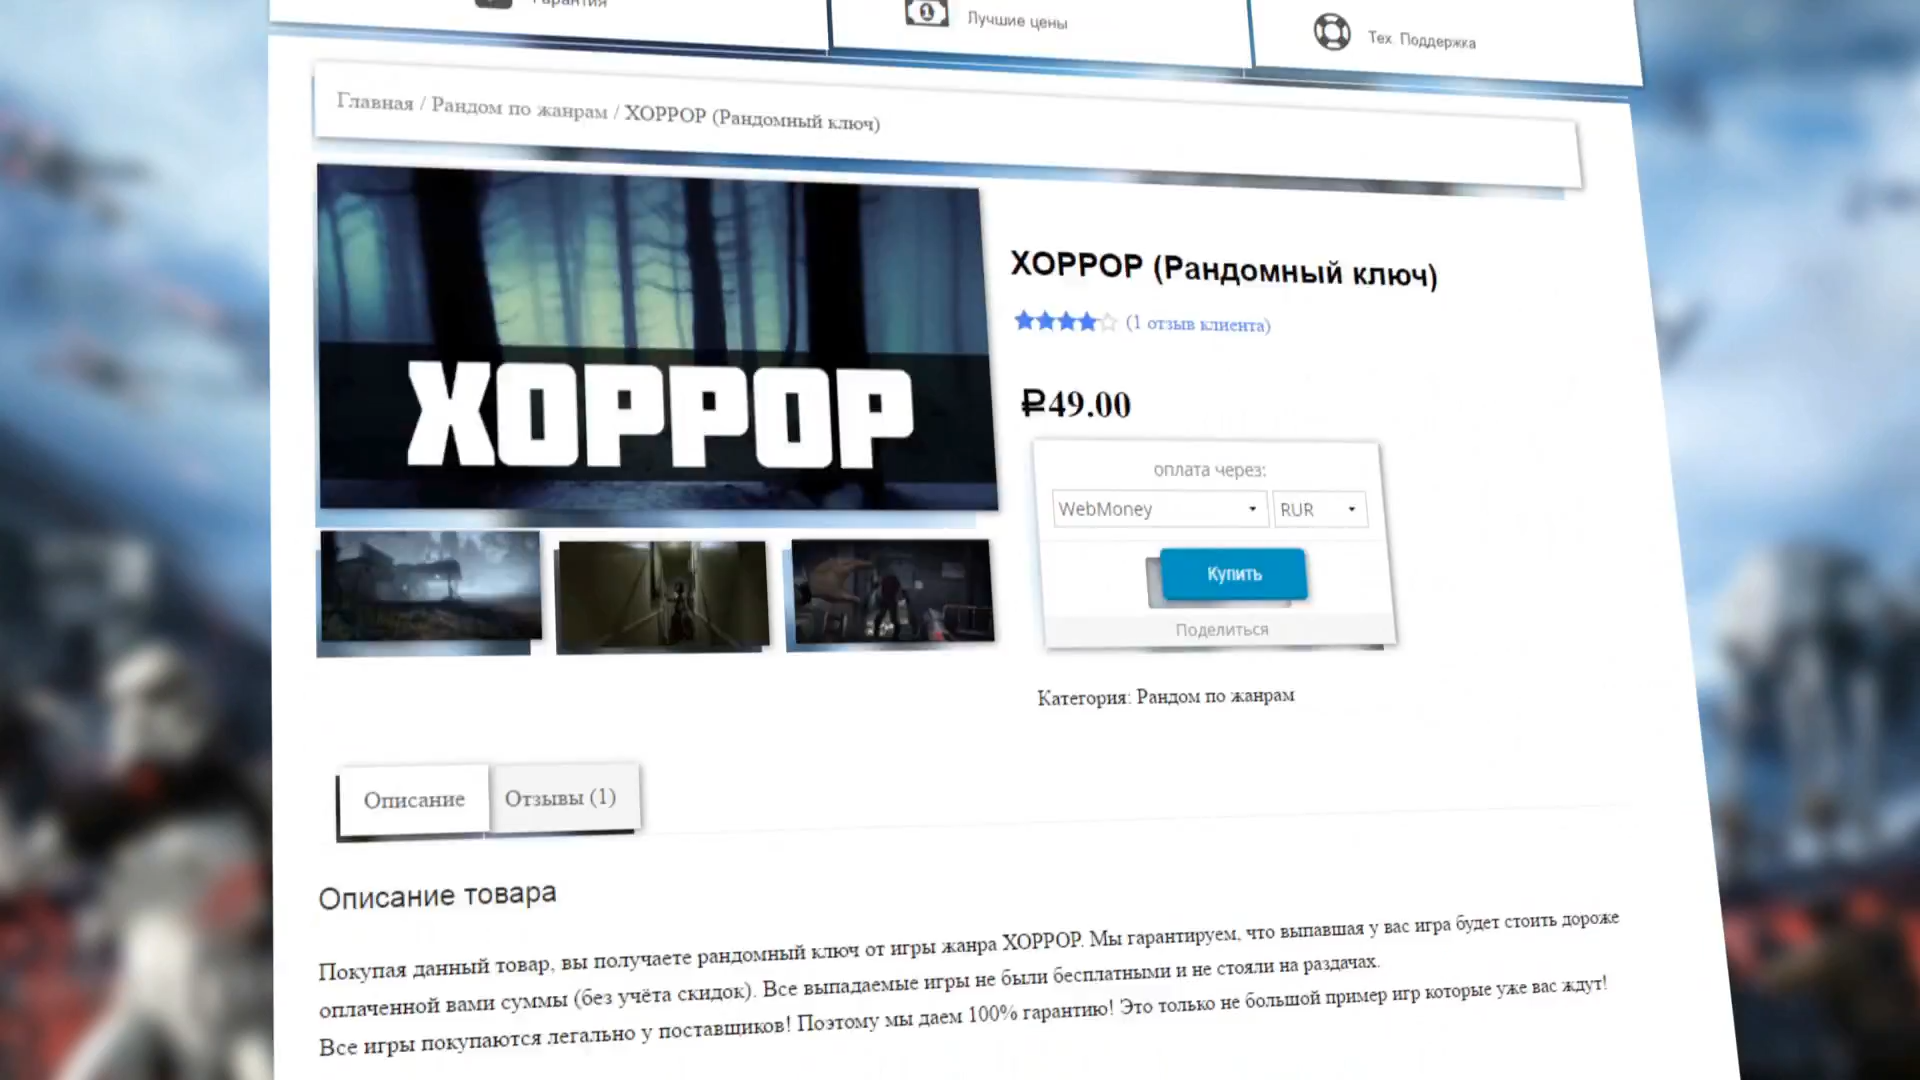 Гарантия
Лучшие цены
Тех. Поддержка
Главная / Рандом по жанрам / ХОРРОР (Рандомный ключ)
ХОРРОР
ХОРРОР (Рандомный ключ)
(1 отзыв клиента)
₽49.00
оплата через:
WebMoney RUR
Купить
Поделиться
Категория: Рандом по жанрам
Описание Отзывы (1)
Описание товара
Покупая данный товар, вы получаете рандомный ключ от игры жанра ХОРРОР. Мы гарантируем, что выпавшая у вас игра будет стоить дороже
оплаченной вами суммы (без учёта скидок). Все выпадаемые игры не были бесплатными и не стояли на раздачах.
Все игры покупаются легально у поставщиков! Поэтому мы даем 100% гарантию! Это только не большой пример игр которые уже вас ждут!